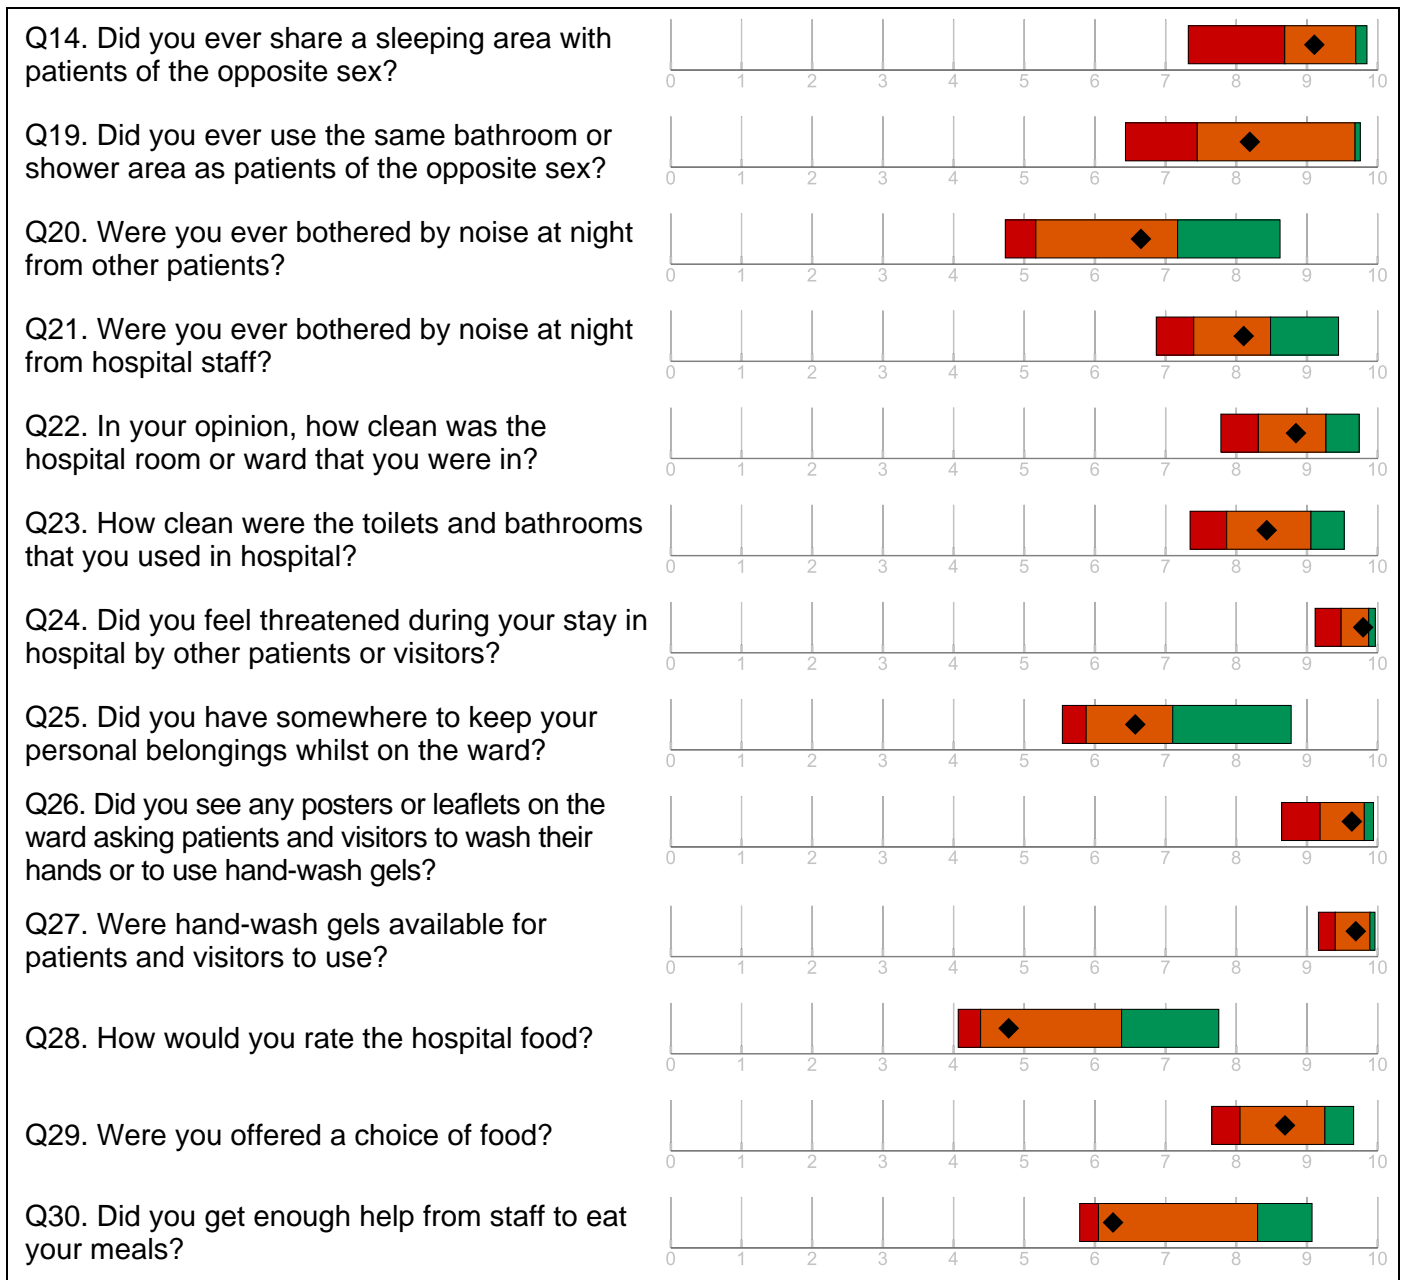 Q14. Did you ever share a sleeping area with
patients of the opposite sex?
0 1 2 3 4 5 6 7 8 9 10
Q19. Did you ever use the same bathroom or
shower area as patients of the opposite sex?
0 1 2 3 4 5 6 7 8 9 10
Q20. Were you ever bothered by noise at night
from other patients?
0 1 2 3 4 5 6 7 8 9 10
Q21. Were you ever bothered by noise at night
from hospital staff?
0 1 2 3 4 5 6 7 8 9 10
Q22. In your opinion, how clean was the
hospital room or ward that you were in?
0 1 2 3 4 5 6 7 8 9 10
Q23. How clean were the toilets and bathrooms
that you used in hospital?
0 1 2 3 4 5 6 7 8 9 10
Q24. Did you feel threatened during your stay in
hospital by other patients or visitors?
0 1 2 3 4 5 6 7 8 9 10
Q25. Did you have somewhere to keep your
personal belongings whilst on the ward?
0 1 2 3 4 5 6 7 8 9 10
Q26. Did you see any posters or leaflets on the
ward asking patients and visitors to wash their
hands or to use hand-wash gels?
0 1 2 3 4 5 6 7 8 9 10
Q27. Were hand-wash gels available for
patients and visitors to use?
0 1 2 3 4 5 6 7 8 9 10
Q28. How would you rate the hospital food?
0 1 2 3 4 5 6 7 8 9 10
Q29. Were you offered a choice of food?
0 1 2 3 4 5 6 7 8 9 10
Q30. Did you get enough help from staff to eat
your meals?
0 1 2 3 4 5 6 7 8 9 10